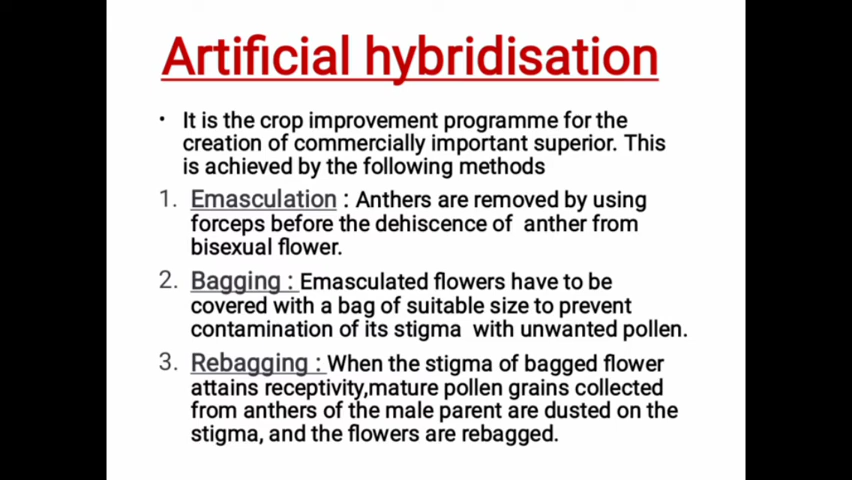 Artificial hybridisation
• It is the crop improvement programme for the
creation of commercially important superior. This
is achieved by the following methods
1. Emasculation : Anthers are removed by using
forceps before the dehiscence of anther from
bisexual flower.
2. Bagging : Emasculated flowers have to be
covered with a bag of suitable size to prevent
contamination of its stigma with unwanted pollen.
3. Rebagging : When the stigma of bagged flower
attains receptivity,mature pollen grains collected
from anthers of the male parent are dusted on the
stigma, and the flowers are rebagged.